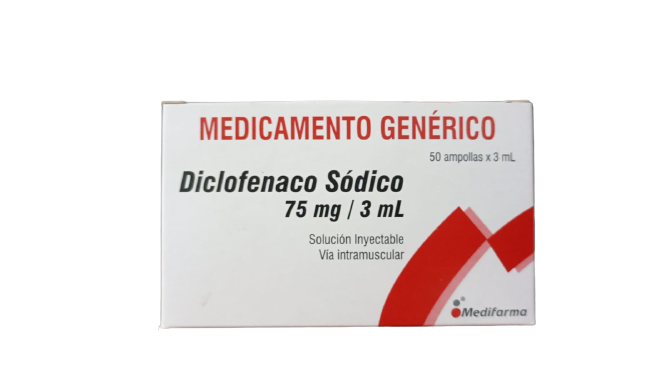 MEDICAMENTO GENÉRICO
50 ampollas x 3 mL
Diclofenaco Sódico
75 mg / 3 mL
Solución Inyectable
Vía intramuscular
Medifarma